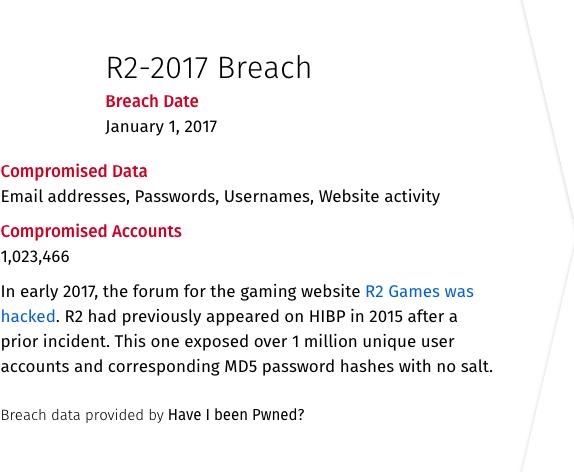 R2-2017 Breach
Breach Date
January 1, 2017
Compromised Data
Email addresses, Passwords, Usernames, Website activity
Compromised Accounts
1,023,466
In early 2017, the forum for the gaming website R2 Games was
hacked. R2 had previously appeared on HIBP in 2015 after a
prior incident. This one exposed over 1 million unique user
accounts and corresponding MD5 password hashes with no salt.
Breach data provided by Have I been Pwned?